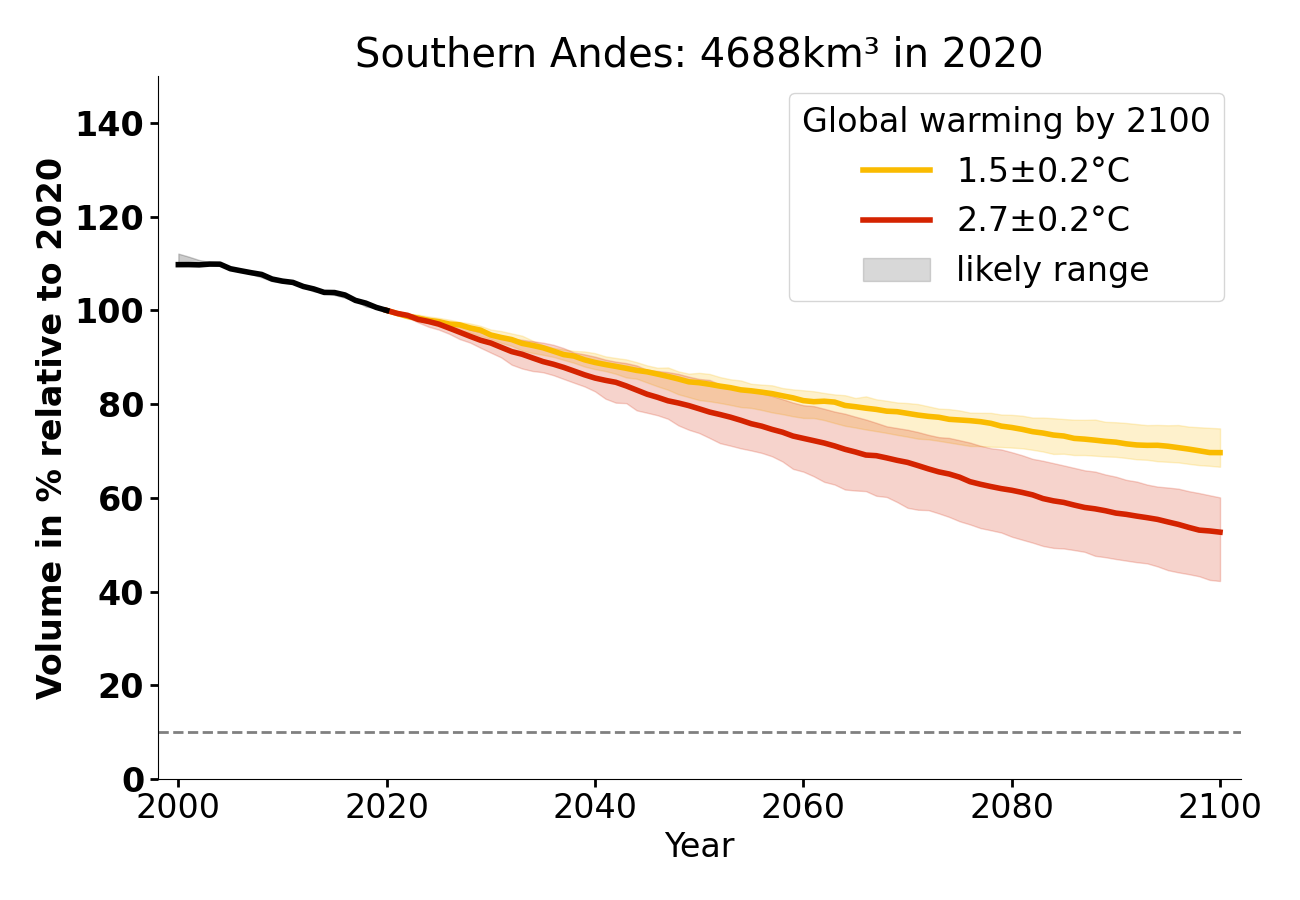 Southern Andes: 4688km³ in 2020
Volume in % relative to 2020
140
120
100
80
60
40
20
0
Global warming by 2100
1.5±0.2°C
2.7±0.2°C
likely range
2000 2020 2040 2060 2080 2100
Year